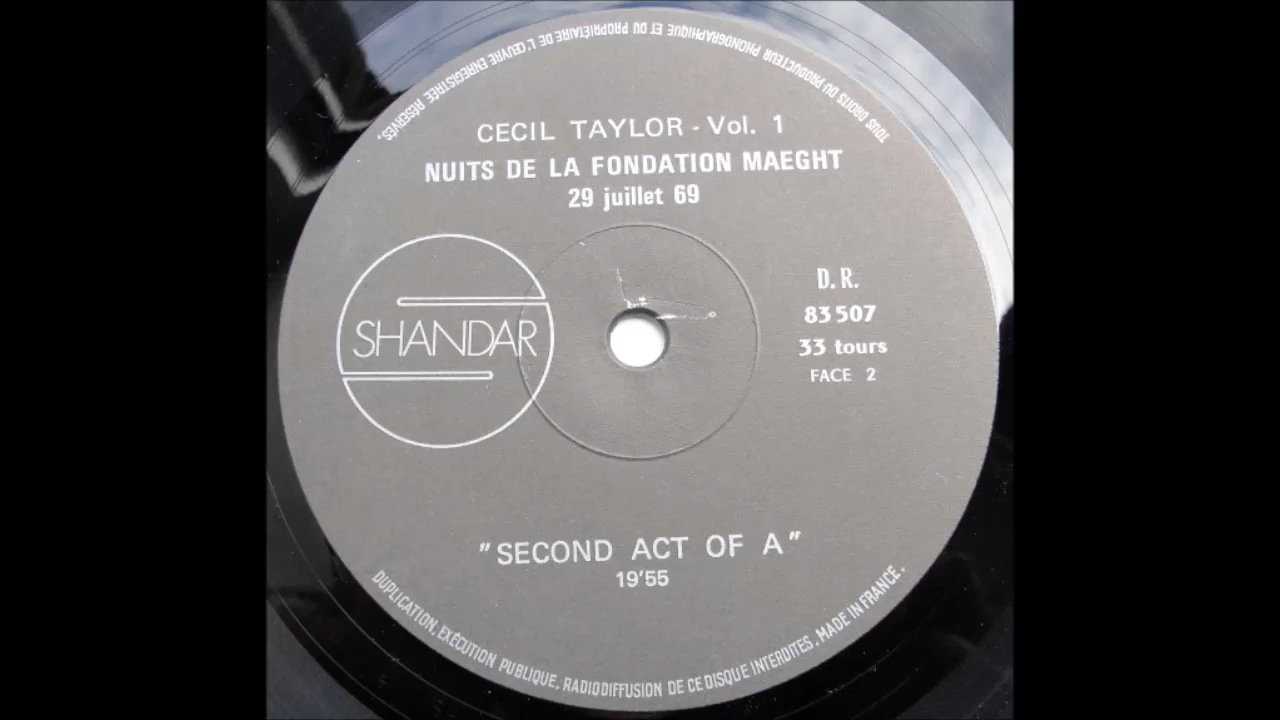 TOUS DROITS DU PRODUCTEUR PHONOGRAPHIQUE ET DU PROPRIÉTAIRE DE L'ŒUVRE ENREGISTRÉE RÉSERVÉS.
CECIL TAYLOR - Vol. 1
NUITS DE LA FONDATION MAEGHT
29 juillet 69
SHANDAR
D.R.
83 507
33 tours
FACE 2
"SECOND ACT OF A"
19'55
DUPLICATION, EXÉCUTION PUBLIQUE, RADIODIFFUSION DE CE DISQUE INTERDITES. MADE IN FRANCE.